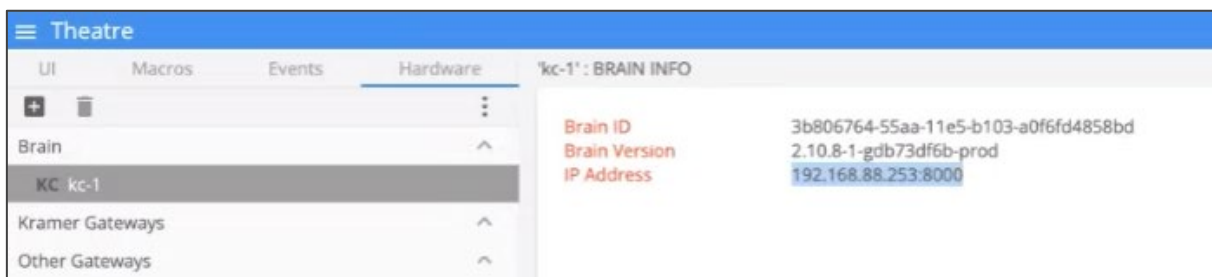 Theatre
UI Macros Events Hardware
'kc-1' : BRAIN INFO
Brain ID 3b806764-55aa-11e5-b103-a0f6fd4858bd
Brain Version 2.10.8-1-gdb73df6b-prod
IP Address 192.168.88.253:8000
Brain
KC kc-1
Kramer Gateways
Other Gateways